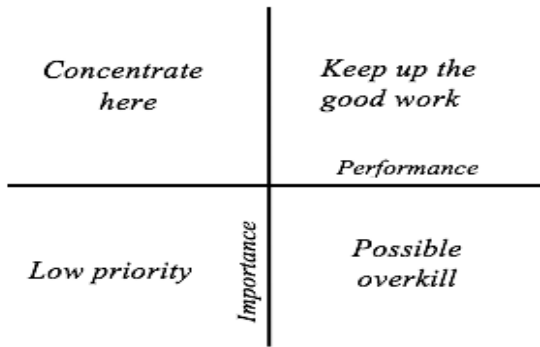 Concentrate
here
Keep up the
good work
Performance
Low priority
Importance
Possible
overkill